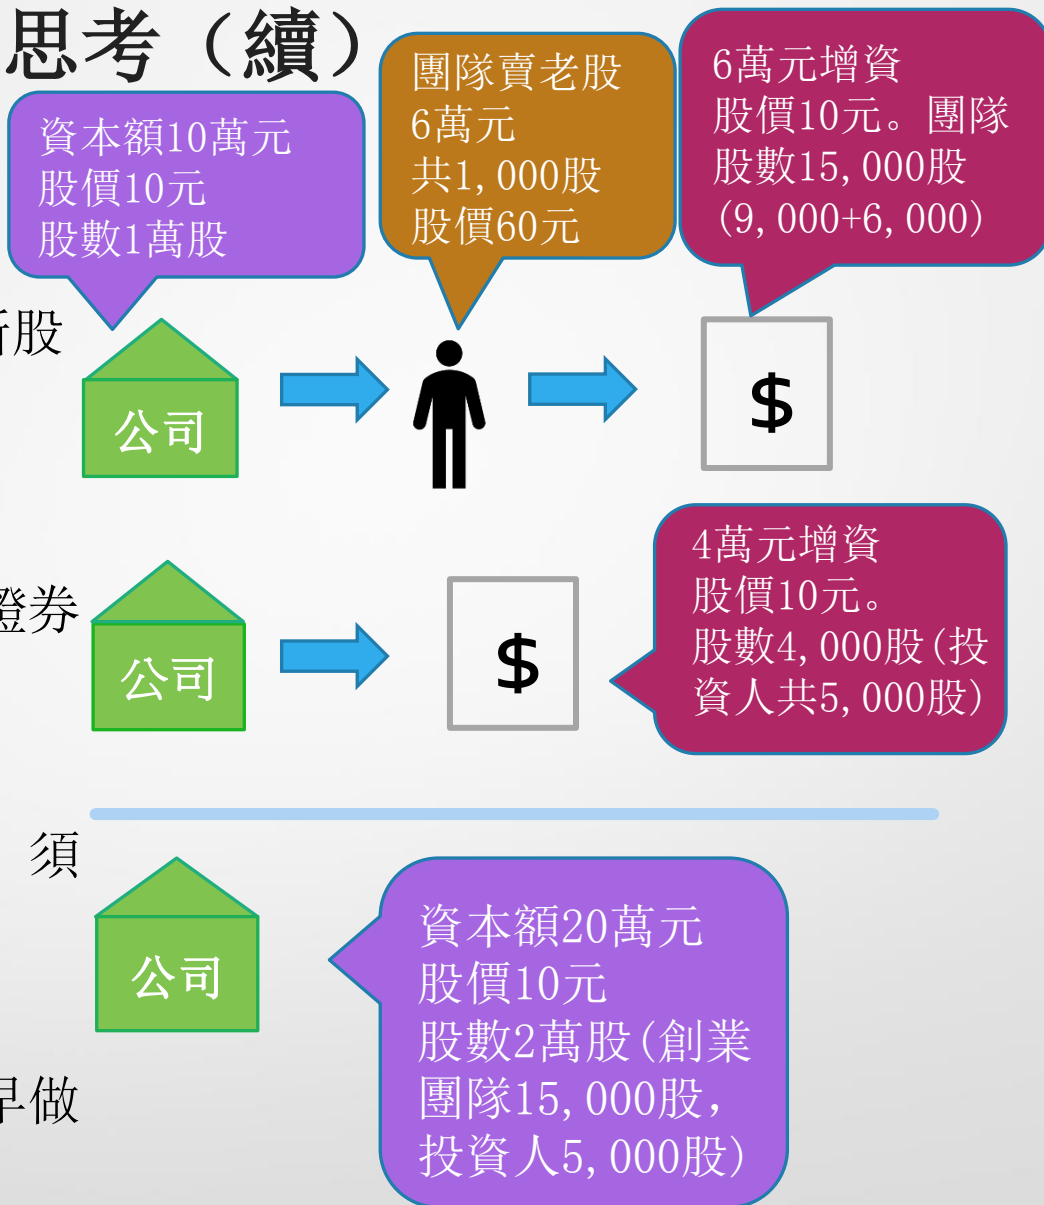 思考（續）
資本額10萬元
股價10元
股數1萬股
團隊賣老股
6萬元
共1,000股
股價60元
6萬元增資
股價10元。團隊
股數15,000股
(9,000+6,000)
股
公司
$
證券
公司
$
4萬元增資
股價10元。
股數4,000股(投
資人共5,000股)
須
公司
資本額20萬元
股價10元
股數2萬股(創業
團隊15,000股，
投資人5,000股)
早做